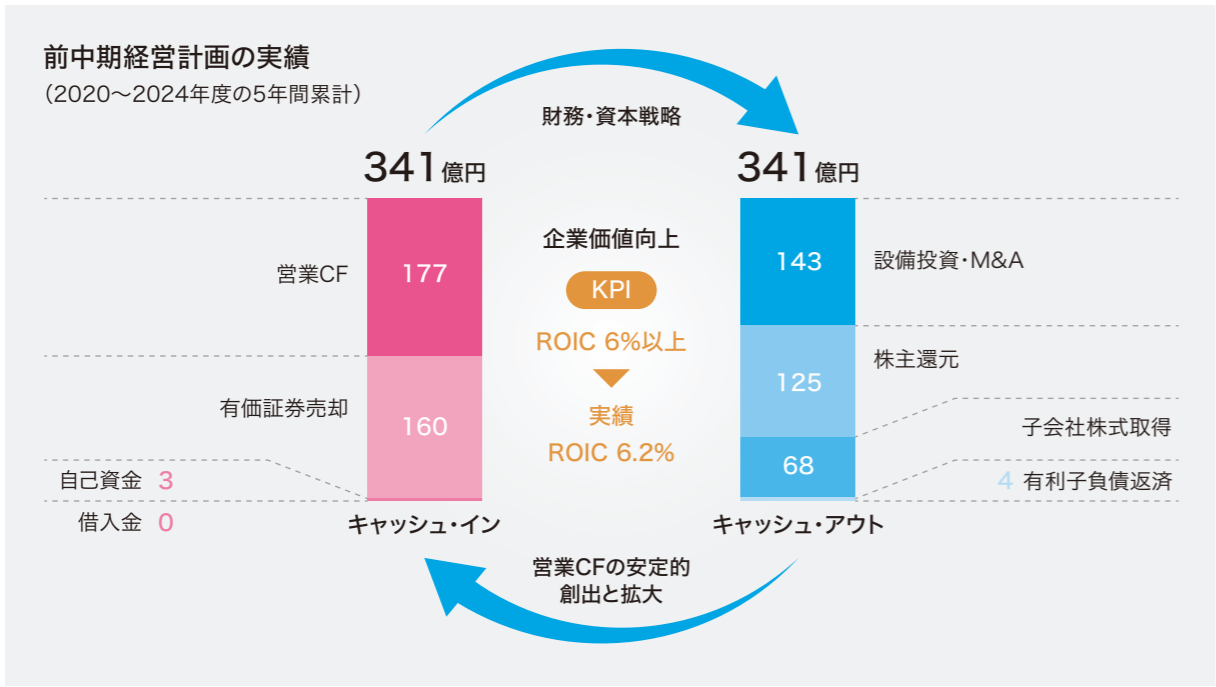 前中期経営計画の実績
（2020〜2024年度の5年間累計）
財務・資本戦略
341億円
営業CF
177
有価証券売却
160
自己資金 3
借入金 0
キャッシュ・イン
企業価値向上
KPI
ROIC 6%以上
実績
ROIC 6.2%
341億円
143
設備投資・M&A
125
株主還元
68
子会社株式取得
4 有利子負債返済
キャッシュ・アウト
営業CFの安定的
創出と拡大